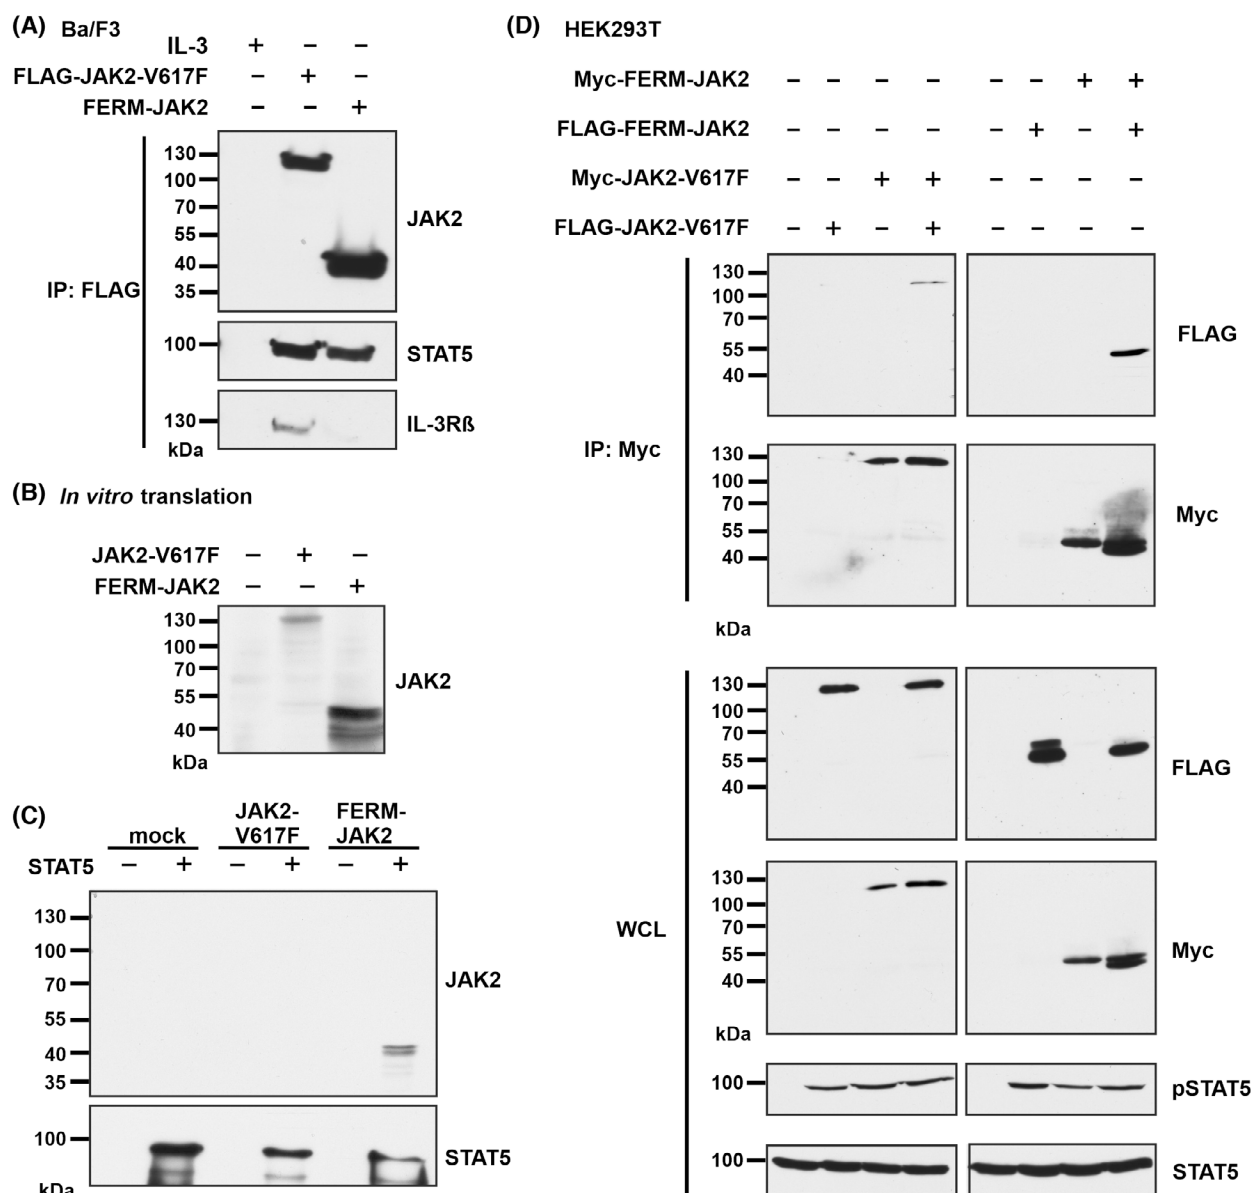 (A) Ba/F3
IL-3 + – –
FLAG-JAK2-V617F – + –
FERM-JAK2 – – +
IP: FLAG
130
100
70
55
40
35
JAK2
100
STAT5
130
IL-3Rß
kDa
(B) In vitro translation
JAK2-V617F – + –
FERM-JAK2 – – +
130
100
70
55
40
JAK2
kDa
(C)
mock
JAK2-
V617F
FERM-
JAK2
STAT5 – + – + – +
130
100
70
55
40
35
JAK2
100
STAT5
kDa
(D) HEK293T
Myc-FERM-JAK2 – – – – – – + +
FLAG-FERM-JAK2 – – – – – + – +
Myc-JAK2-V617F – – + + – – – –
FLAG-JAK2-V617F – + – + – – – –
IP: Myc
130
100
70
55
40
FLAG
130
100
70
55
40
Myc
kDa
WCL
130
100
70
55
40
FLAG
130
100
70
55
40
Myc
kDa
100
pSTAT5
100
STAT5